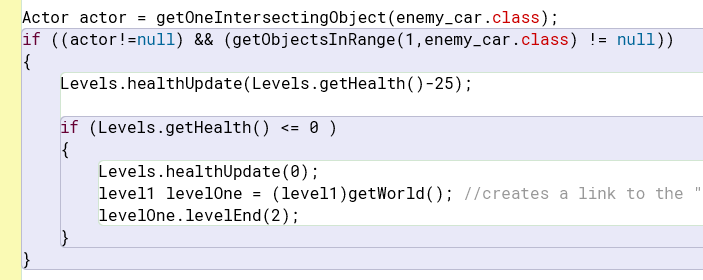 Actor actor = getOneIntersectingObject(enemy_car.class);
if ((actor!=null) && (getObjectsInRange(1,enemy_car.class) != null))
{
Levels.healthUpdate(Levels.getHealth()-25);
if (Levels.getHealth() <= 0 )
{
Levels.healthUpdate(0);
level1 levelOne = (level1)getWorld(); //creates a link to the "
levelOne.levelEnd(2);
}
}